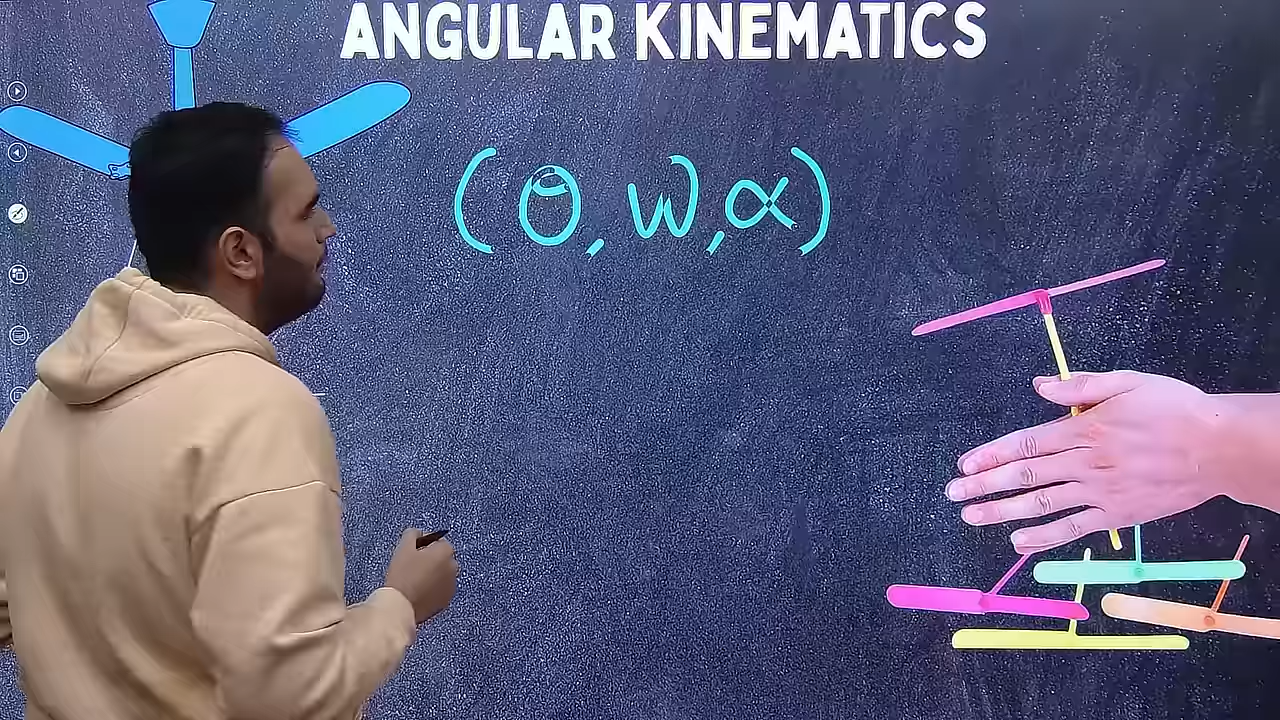 ANGULAR KINEMATICS
(θ, ω, α)